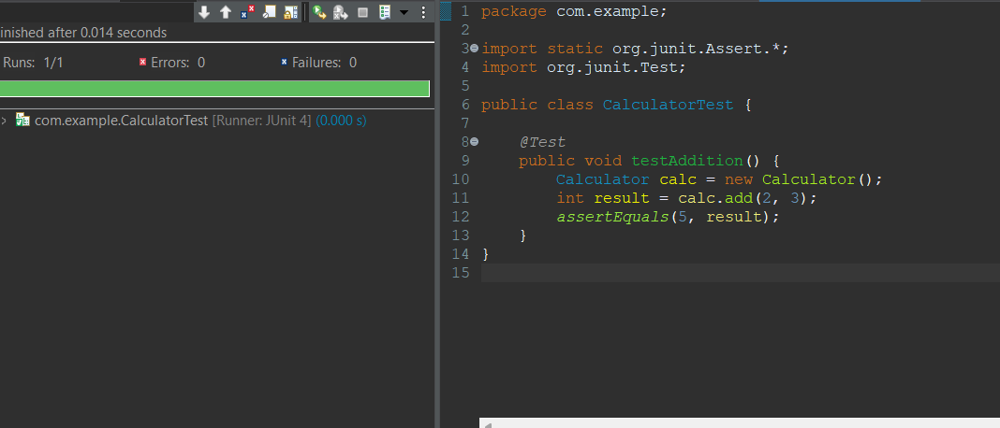 inished after 0.014 seconds
Runs: 1/1 Errors: 0 Failures: 0
com.example.CalculatorTest [Runner: JUnit 4] (0.000 s)
1 package com.example;
2
3 import static org.junit.Assert.*;
4 import org.junit.Test;
5
6 public class CalculatorTest {
7
8 @Test
9 public void testAddition() {
10 Calculator calc = new Calculator();
11 int result = calc.add(2, 3);
12 assertEquals(5, result);
13 }
14 }
15